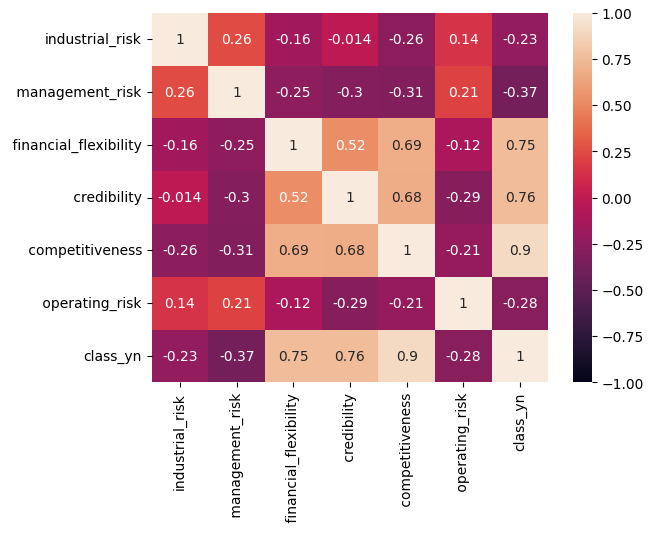 industrial_risk 1 0.26 -0.16 -0.014 -0.26 0.14 -0.23
management_risk 0.26 1 -0.25 -0.3 -0.31 0.21 -0.37
financial_flexibility -0.16 -0.25 1 0.52 0.69 -0.12 0.75
credibility -0.014 -0.3 0.52 1 0.68 -0.29 0.76
competitiveness -0.26 -0.31 0.69 0.68 1 -0.21 0.9
operating_risk 0.14 0.21 -0.12 -0.29 -0.21 1 -0.28
class_yn -0.23 -0.37 0.75 0.76 0.9 -0.28 1
industrial_risk
management_risk
financial_flexibility
credibility
competitiveness
operating_risk
class_yn
1.00
0.75
0.50
0.25
0.00
−0.25
−0.50
−0.75
−1.00